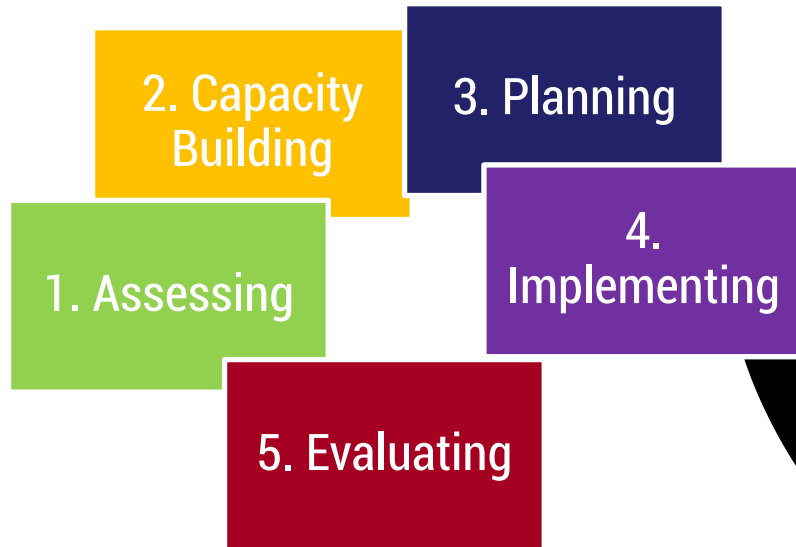 1. Assessing
2. Capacity
Building
3. Planning
4.
Implementing
5. Evaluating